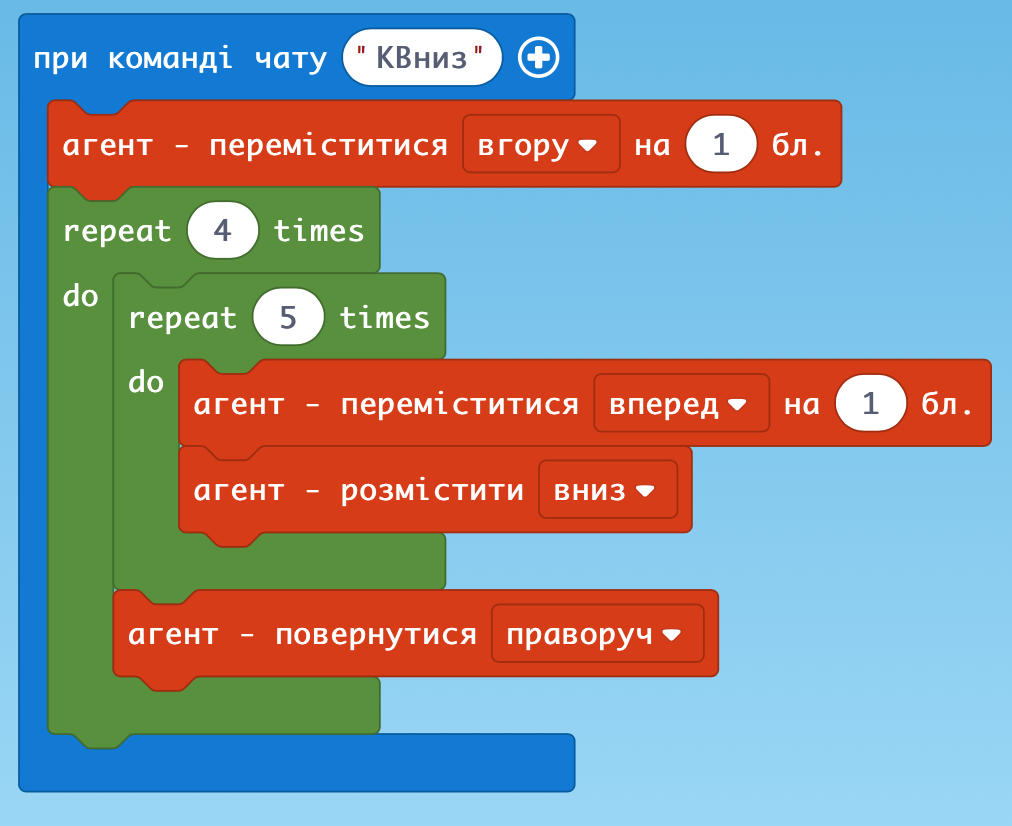 при команді чату "КВниз"
агент - переміститися вгору на 1 бл.
repeat 4 times
do
repeat 5 times
do
агент - переміститися вперед на 1 бл.
агент - розмістити вниз
агент - повернутися праворуч